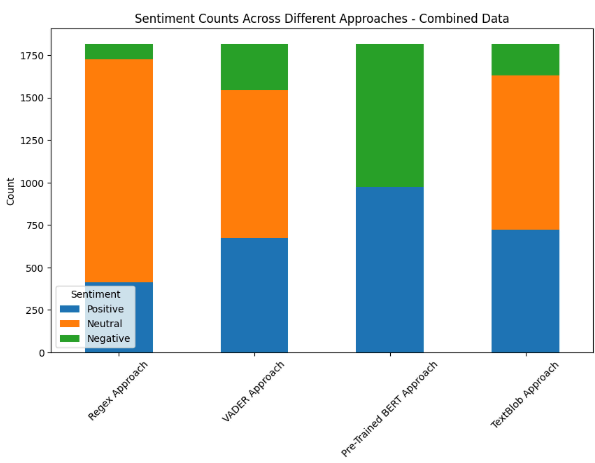 Sentiment Counts Across Different Approaches - Combined Data
Count
1750
1500
1250
1000
750
500
250
0
Sentiment
Positive
Neutral
Negative
Regex Approach
VADER Approach
Pre-Trained BERT Approach
TextBlob Approach